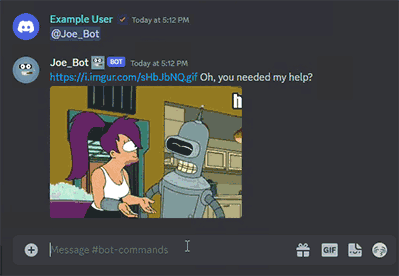 Example User Today at 5:12 PM
@Joe_Bot
Joe_Bot BOT Today at 5:12 PM
https://i.imgur.com/sHbJbNQ.gif Oh, you needed my help?
Message #bot-commands
GIF